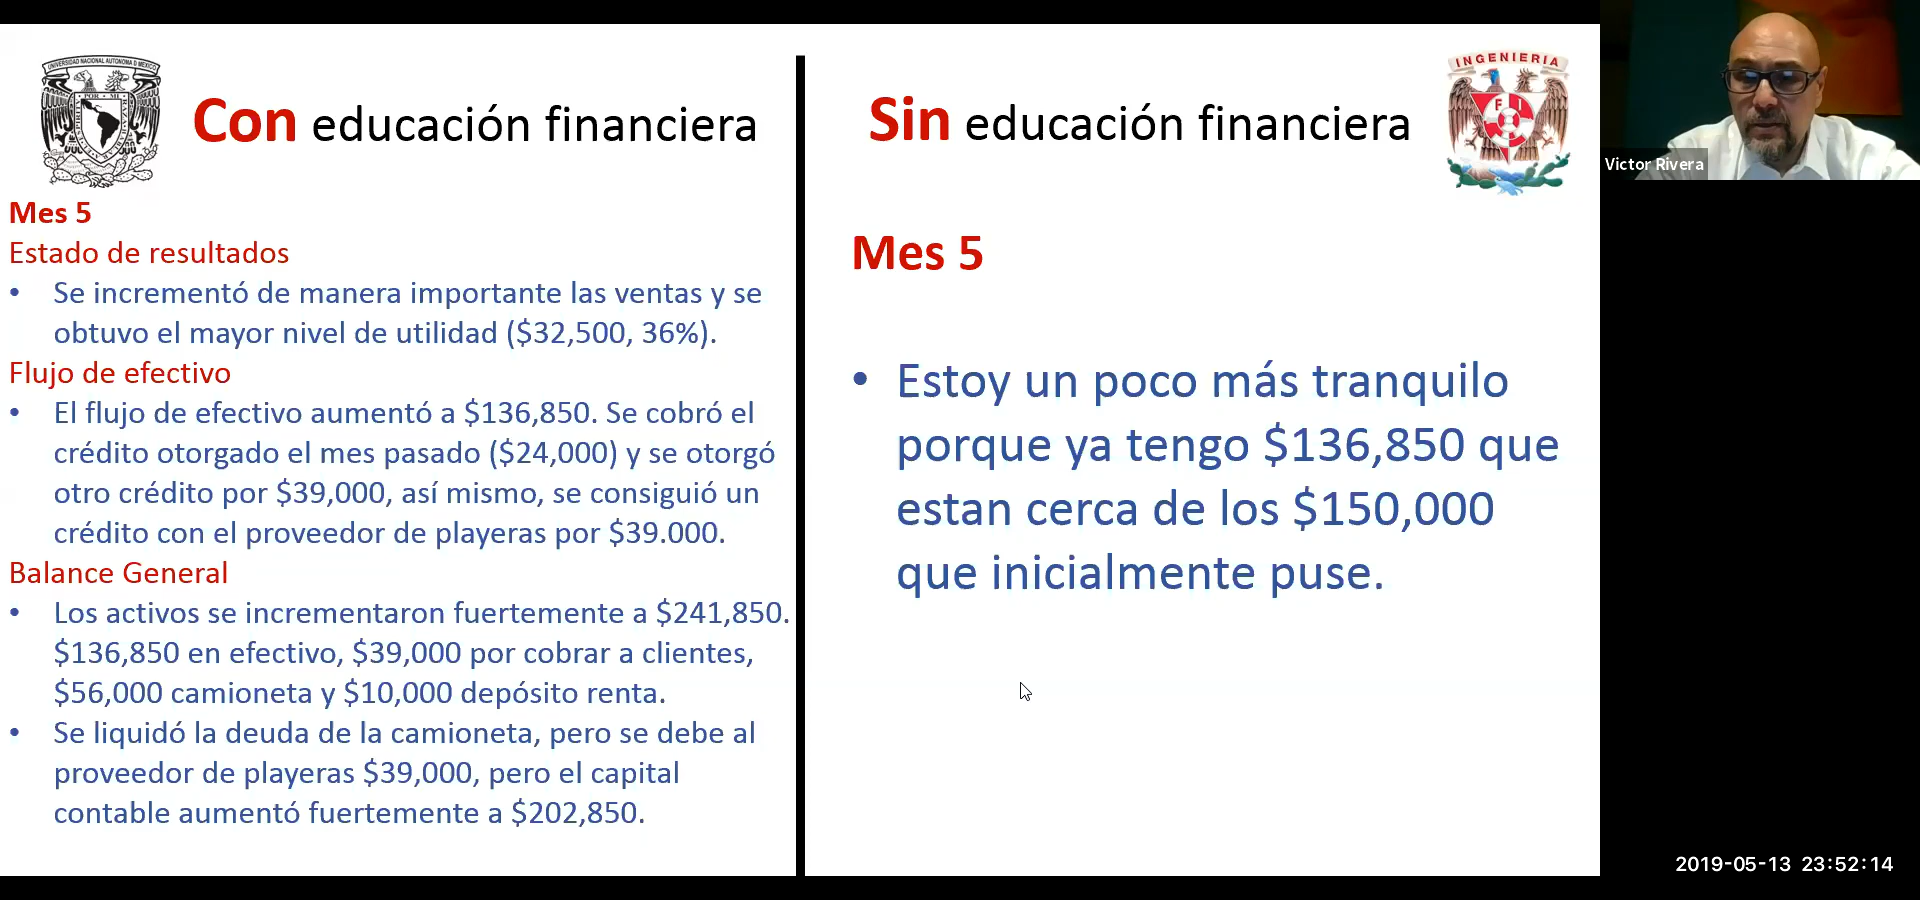 UNIVERSIDAD NACIONAL AUTONOMA D MEXICO
POR MI
Con educación financiera
Mes 5
Estado de resultados
• Se incrementó de manera importante las ventas y se
obtuvo el mayor nivel de utilidad ($32,500, 36%).
Flujo de efectivo
• El flujo de efectivo aumentó a $136,850. Se cobró el
crédito otorgado el mes pasado ($24,000) y se otorgó
otro crédito por $39,000, así mismo, se consiguió un
crédito con el proveedor de playeras por $39.000.
Balance General
• Los activos se incrementaron fuertemente a $241,850.
$136,850 en efectivo, $39,000 por cobrar a clientes,
$56,000 camioneta y $10,000 depósito renta.
• Se liquidó la deuda de la camioneta, pero se debe al
proveedor de playeras $39,000, pero el capital
contable aumentó fuertemente a $202,850.
Sin educación financiera
INGENIERIA
F I
Mes 5
• Estoy un poco más tranquilo
porque ya tengo $136,850 que
estan cerca de los $150,000
que inicialmente puse.
Victor Rivera
2019-05-13 23:52:14